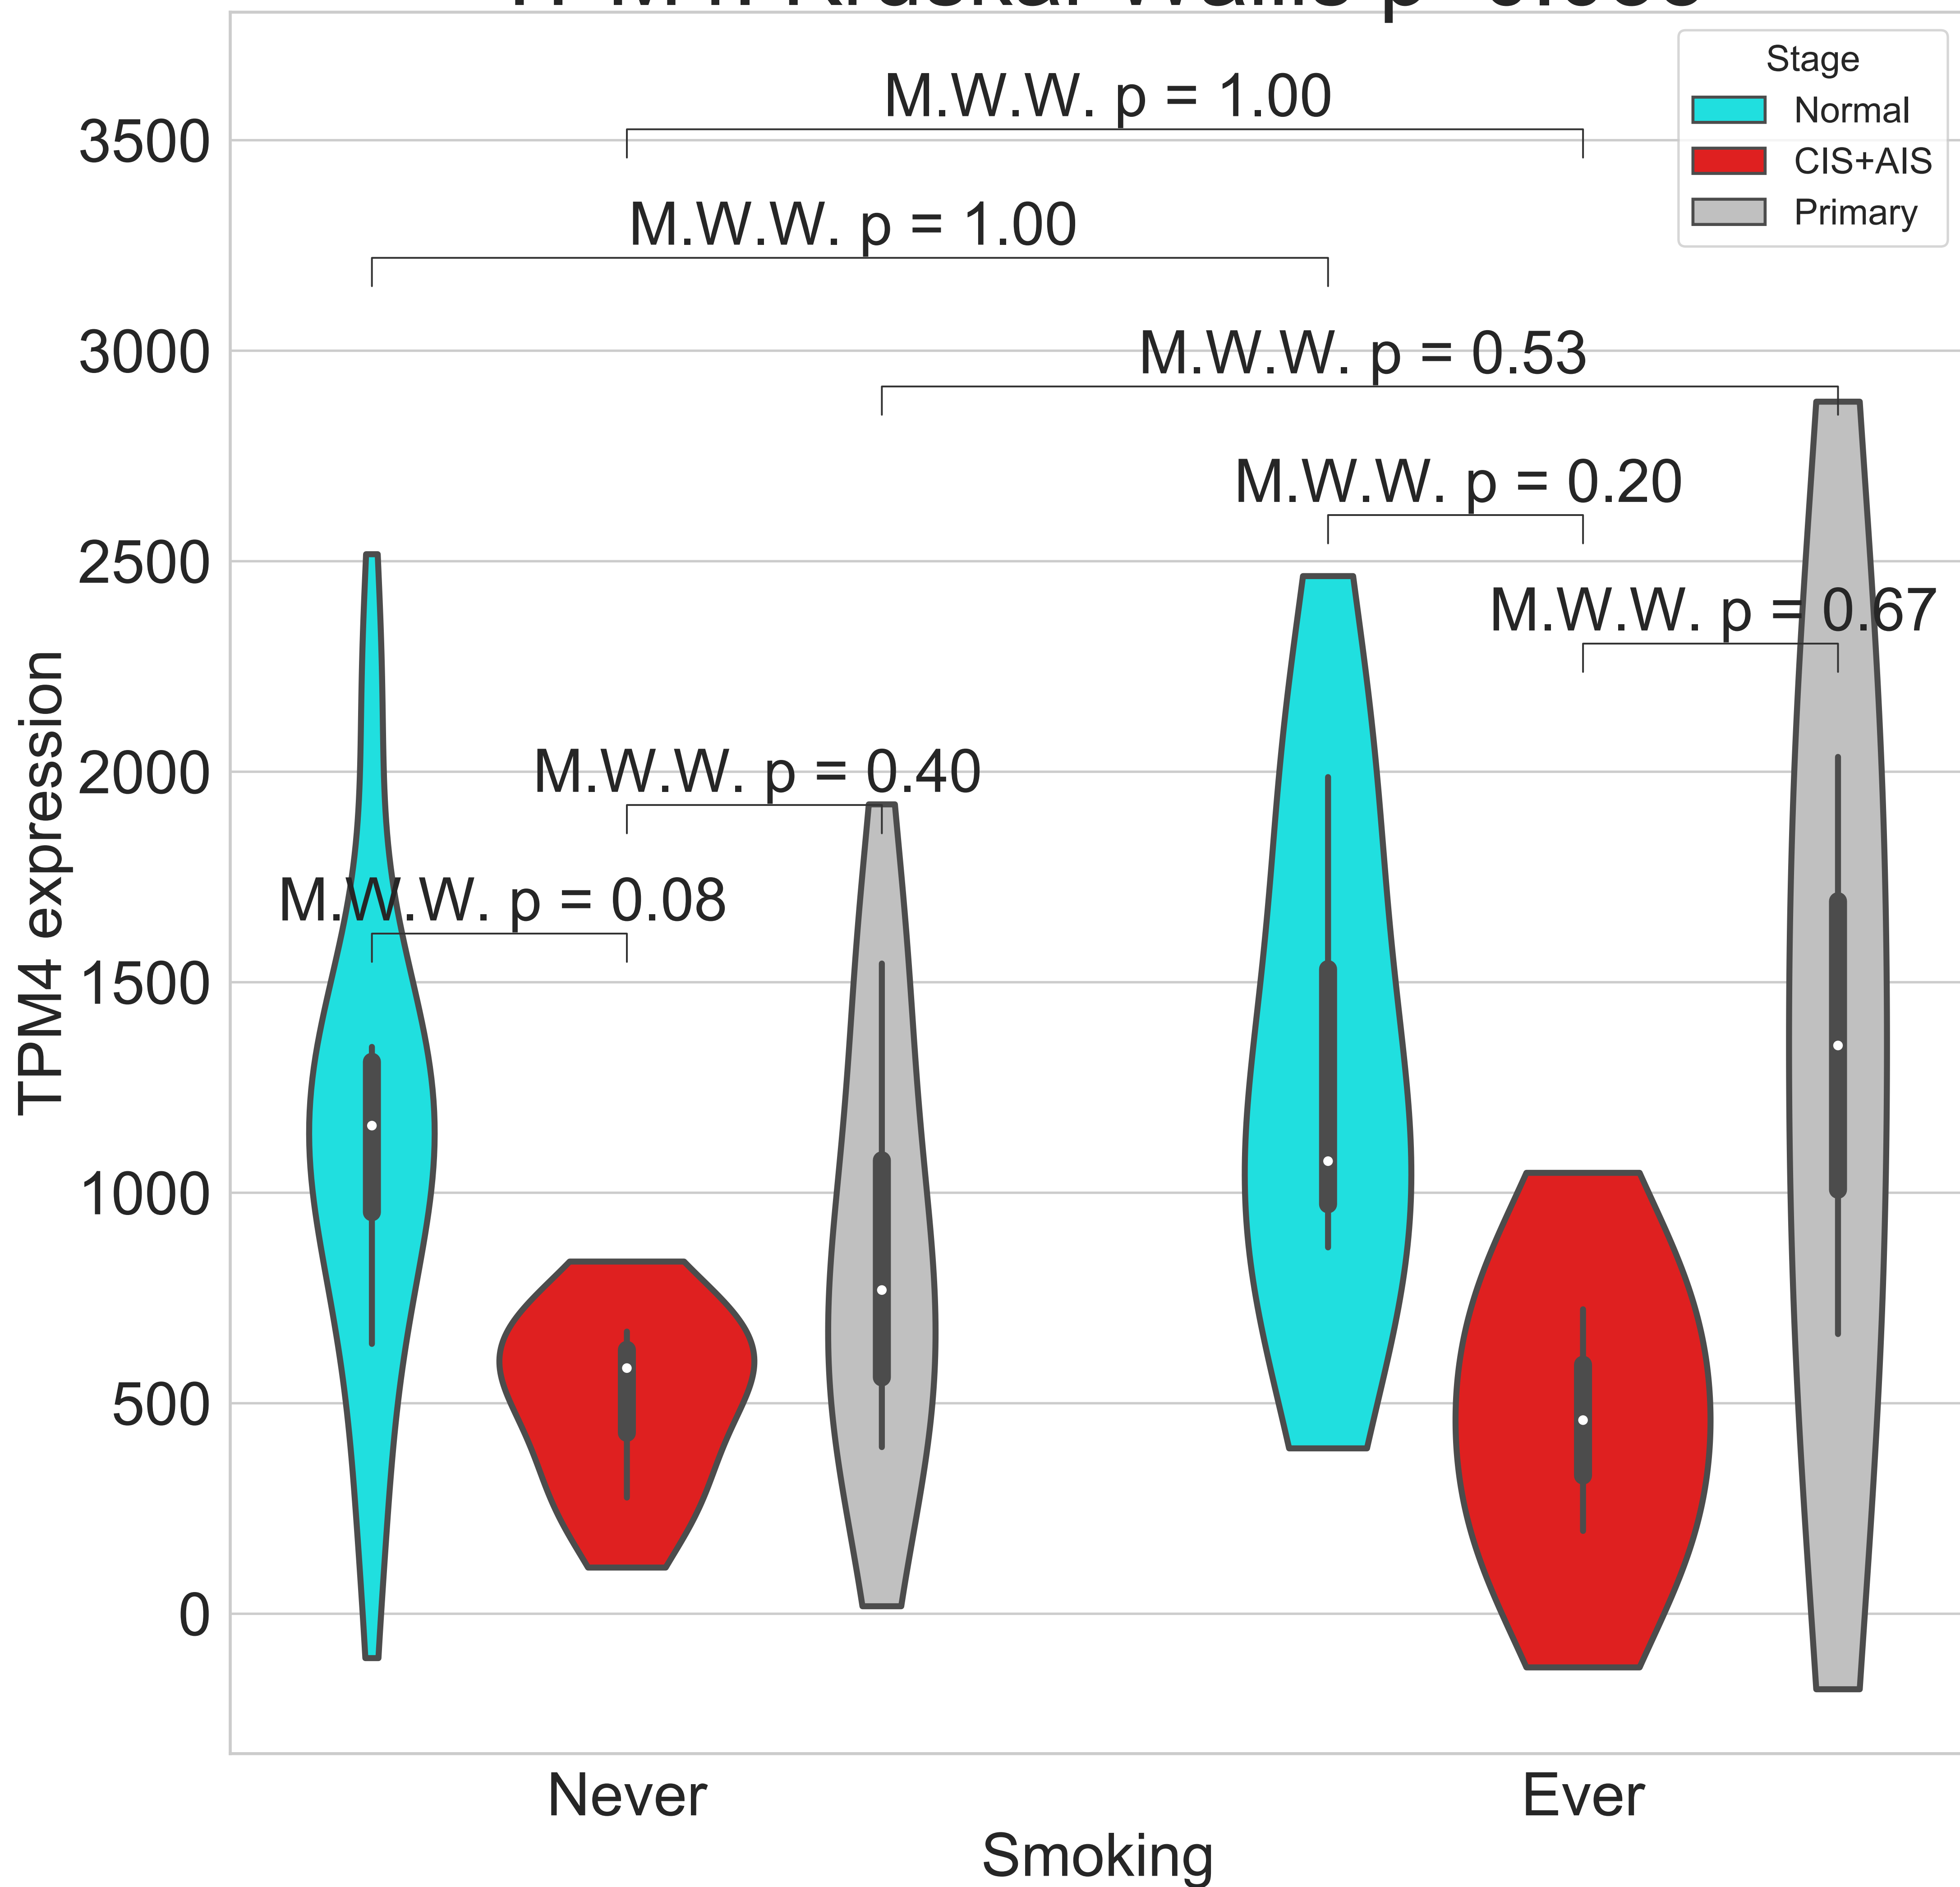 Stage
Normal
CIS+AIS
Primary
M.W.W. p = 1.00
M.W.W. p = 1.00
M.W.W. p = 0.53
M.W.W. p = 0.20
M.W.W. p = 0.67
M.W.W. p = 0.40
M.W.W. p = 0.08
3500
3000
2500
2000
1500
1000
500
0
TPM4 expression
Never
Ever
Smoking